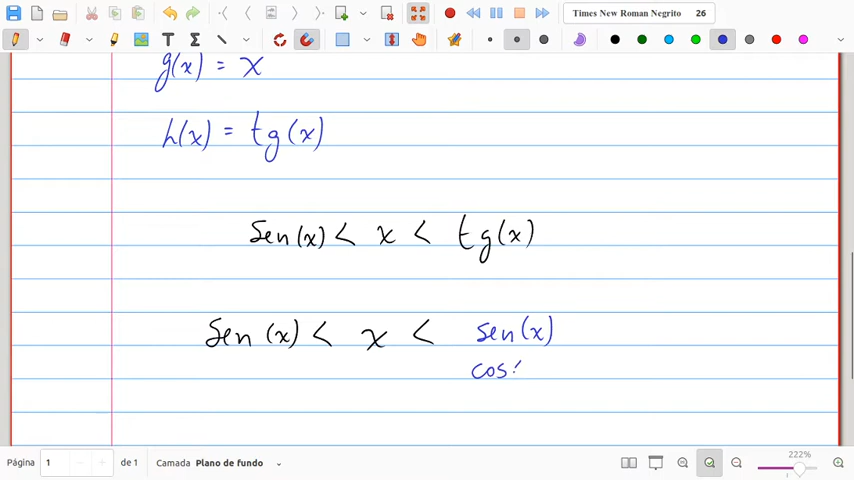 Times New Roman Negrito 26
g(x) = x
h(x) = tg(x)
Sen(x) < x < tg(x)
Sen (x) < x < sen(x)
cos(
Página 1 de 1 Camada Plano de fundo 222%